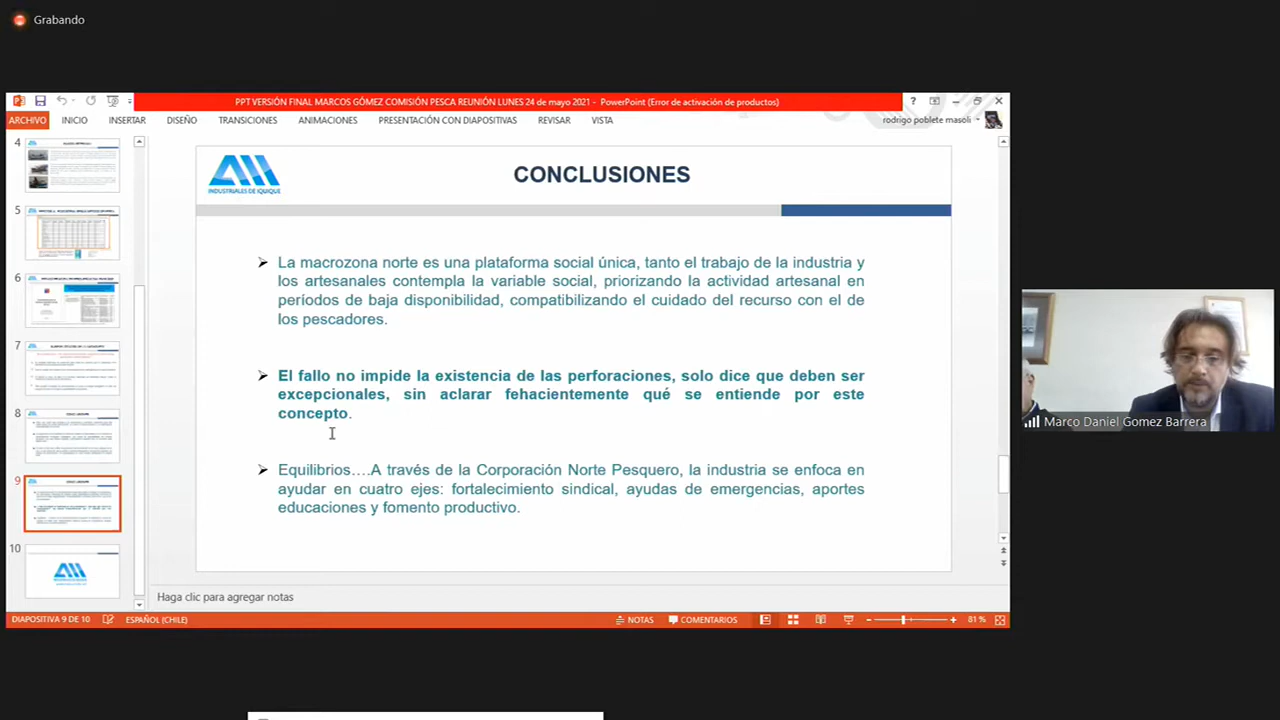 Grabando
PPT VERSIÓN FINAL MARCOS GÓMEZ COMISIÓN PESCA REUNIÓN LUNES 24 de mayo 2021 - PowerPoint (Error de activación de productos)
?
ARCHIVO INICIO INSERTAR DISEÑO TRANSICIONES ANIMACIONES PRESENTACIÓN CON DIAPOSITIVAS REVISAR VISTA rodrigo poblete masoli
4
5
6
7
8
9
10
INDUSTRIALES DE IQUIQUE
CONCLUSIONES
La macrozona norte es una plataforma social única, tanto el trabajo de la industria y
los artesanales contempla la variable social, priorizando la actividad artesanal en
períodos de baja disponibilidad, compatibilizando el cuidado del recurso con el de
los pescadores.
El fallo no impide la existencia de las perforaciones, solo dice que deben ser
excepcionales, sin aclarar fehacientemente qué se entiende por este
concepto.
Equilibrios....A través de la Corporación Norte Pesquero, la industria se enfoca en
ayudar en cuatro ejes: fortalecimiento sindical, ayudas de emergencias, aportes
educaciones y fomento productivo.
Marco Daniel Gomez Barrera
Haga clic para agregar notas
DIAPOSITIVA 9 DE 10 ESPAÑOL (CHILE) NOTAS COMENTARIOS 81 %